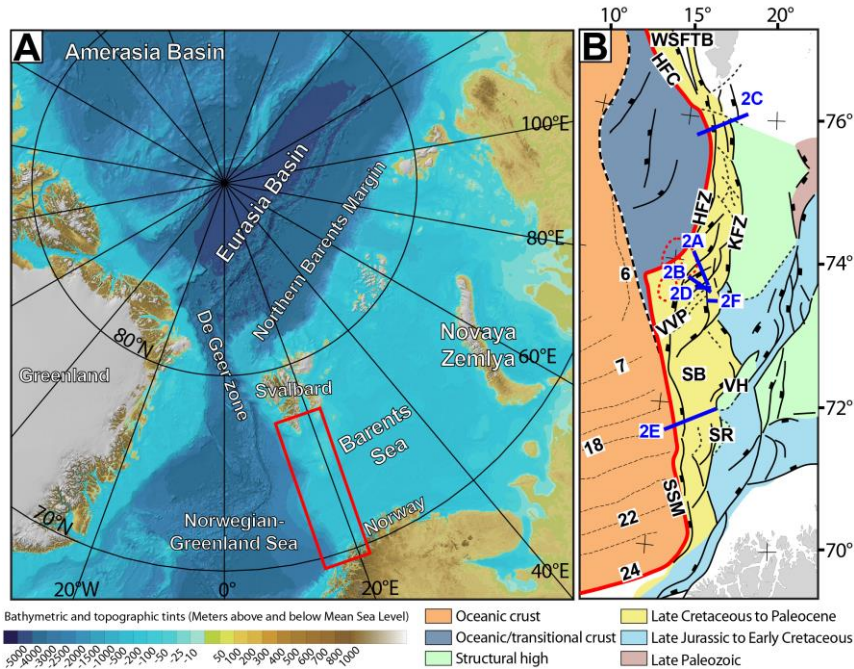 A
Amerasia Basin
Eurasia Basin
Northern Barents Margin
100°E
80°E
60°E
40°E
20°E
0°
20°W
70°N
80°N
De Geer zone
Greenland
Svalbard
Novaya
Zemlya
Barents
Sea
Norwegian-
Greenland Sea
Norway
B
10°
15°
20°
WSFTB
HFC
2C
76°
HFZ
KFZ
2A
74°
6
2B
2D
2F
VVP
7
SB
VH
72°
18
2E
SR
SSM
22
24
70°
Bathymetric and topographic tints (Meters above and below Mean Sea Level)
-5000
-4000
-3000
-2500
-2000
-1500
-1000
-500
-200
-100
-50
-25
-10
50
100
200
300
400
500
600
700
800
1000
Oceanic crust
Oceanic/transitional crust
Structural high
Late Cretaceous to Paleocene
Late Jurassic to Early Cretaceous
Late Paleozoic